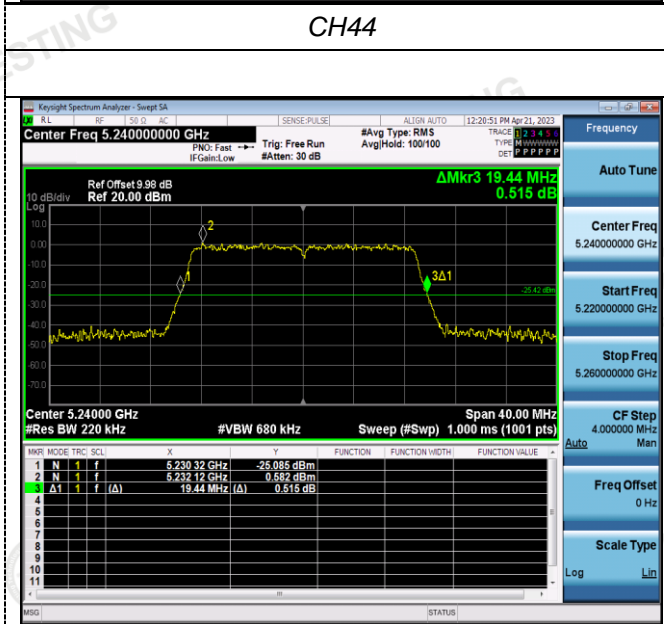 STING
CH44
Keysight Spectrum Analyzer - Swept SA
RL RF 50 Ω AC SENSE:PULSE ALIGN AUTO 12:20:51 PM Apr 21, 2023
Center Freq 5.240000000 GHz
PNO: Fast
IFGain:Low
Trig: Free Run
#Atten: 30 dB
#Avg Type: RMS
Avg|Hold: 100/100
TRACE 1 2 3 4 5 6
TYPE M WWWWW
DET P P P P P P
Frequency
Auto Tune
Center Freq
5.240000000 GHz
Start Freq
5.220000000 GHz
Stop Freq
5.260000000 GHz
CF Step
4.000000 MHz
Auto Man
Freq Offset
0 Hz
Scale Type
Log Lin
ΔMkr3 19.44 MHz
0.515 dB
Ref Offset 9.98 dB
10 dB/div Ref 20.00 dBm
Log
10.0
0.00
-10.0
-20.0
-30.0
-40.0
-50.0
-60.0
-70.0
2
1
3Δ1
-25.42 dBm
Center 5.24000 GHz Span 40.00 MHz
#Res BW 220 kHz #VBW 680 kHz Sweep (#Swp) 1.000 ms (1001 pts)
MKR MODE TRC SCL X Y FUNCTION FUNCTION WIDTH FUNCTION VALUE
1 N 1 f 5.230 32 GHz -25.085 dBm
2 N 1 f 5.232 12 GHz 0.582 dBm
3 Δ1 1 f (Δ) 19.44 MHz (Δ) 0.515 dB
4
5
6
7
8
9
10
11
MSG STATUS